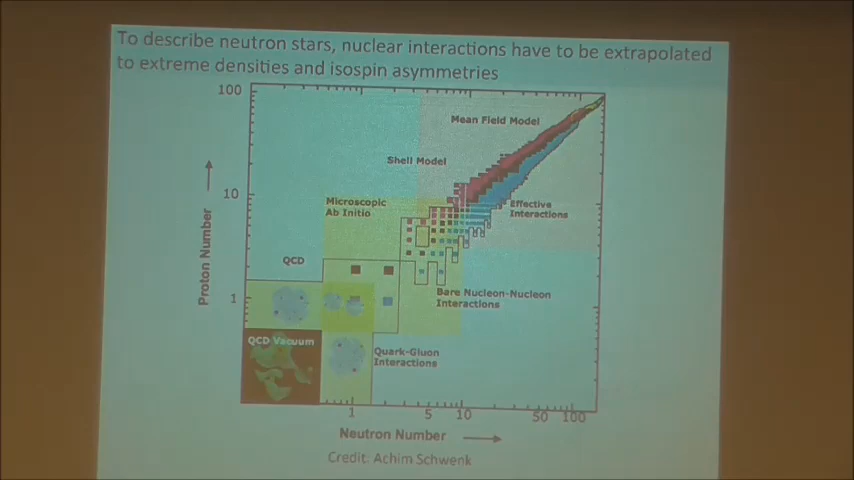 To describe neutron stars, nuclear interactions have to be extrapolated
to extreme densities and isospin asymmetries
100
Mean Field Model
Shell Model
10
Microscopic
Ab Initio
Effective
Interactions
Proton Number
QCD
1
Bare Nucleon-Nucleon
Interactions
QCD Vacuum
Quark-Gluon
Interactions
1 5 10 50 100
Neutron Number
Credit: Achim Schwenk